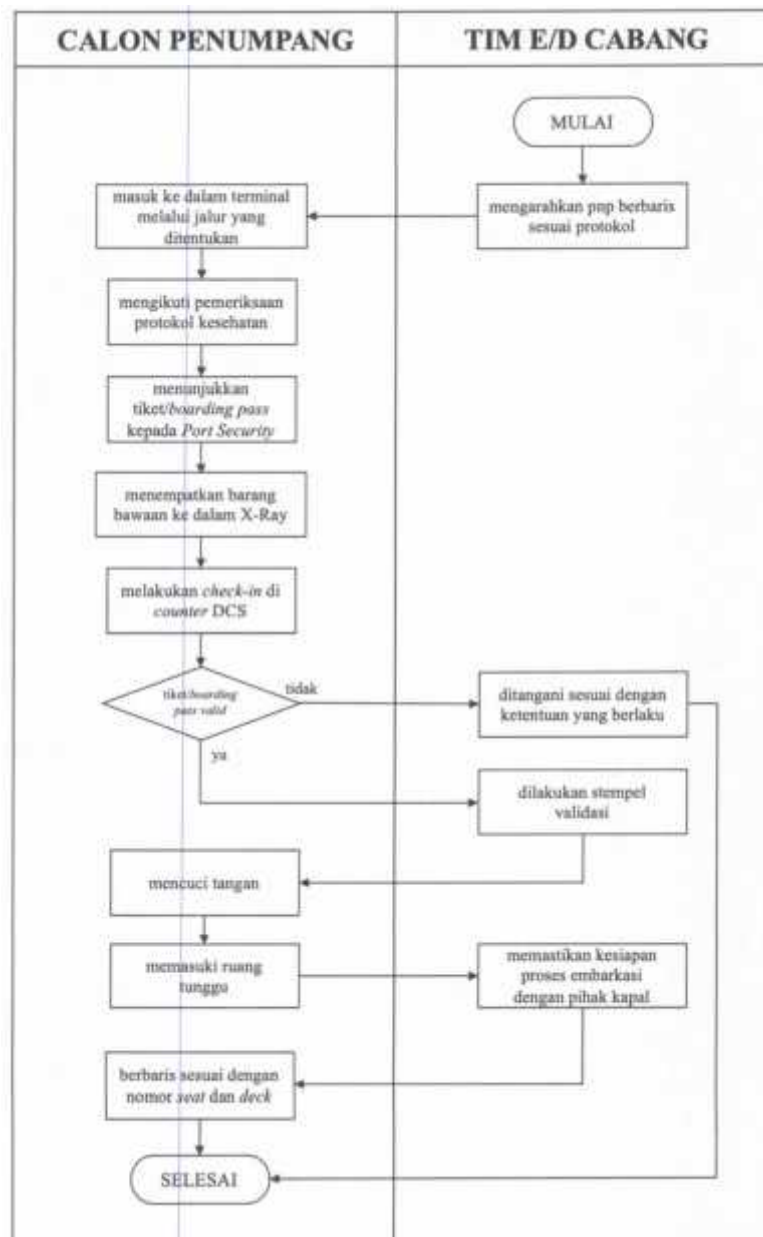 CALON PENUMPANG
TIM E/D CABANG
MULAI
mengarahkan pnp berbaris
sesuai protokol
masuk ke dalam terminal
melalui jalur yang
ditentukan
mengikuti pemeriksaan
protokol kesehatan
menunjukkan
tiket/boarding pass
kepada Port Security
menempatkan barang
bawaan ke dalam X-Ray
melakukan check-in di
counter DCS
tiket/boarding
pass valid
tidak
ditangani sesuai dengan
ketentuan yang berlaku
ya
dilakukan stempel
validasi
mencuci tangan
memasuki ruang
tunggu
memastikan kesiapan
proses embarkasi
dengan pihak kapal
berbaris sesuai dengan
nomor seat dan deck
SELESAI